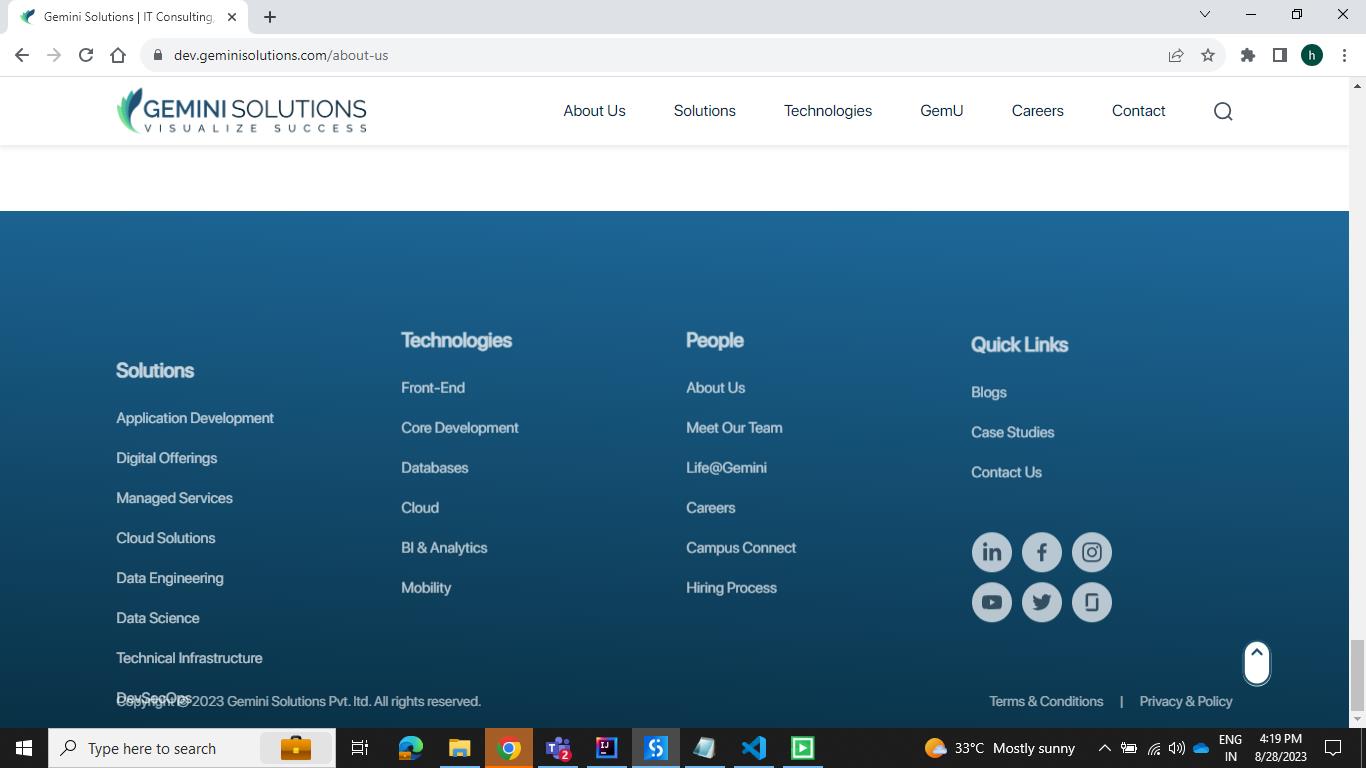 Gemini Solutions | IT Consulting,
dev.geminisolutions.com/about-us
h
GEMINI SOLUTIONS
VISUALIZE SUCCESS
About Us
Solutions
Technologies
GemU
Careers
Contact
Solutions
Application Development
Digital Offerings
Managed Services
Cloud Solutions
Data Engineering
Data Science
Technical Infrastructure
DevSecOps
Technologies
Front-End
Core Development
Databases
Cloud
BI & Analytics
Mobility
People
About Us
Meet Our Team
Life@Gemini
Careers
Campus Connect
Hiring Process
Quick Links
Blogs
Case Studies
Contact Us
in
f
Copyright © 2023 Gemini Solutions Pvt. ltd. All rights reserved.
Terms & Conditions | Privacy & Policy
Type here to search
2
IJ
33°C Mostly sunny
ENG
IN
4:19 PM
8/28/2023